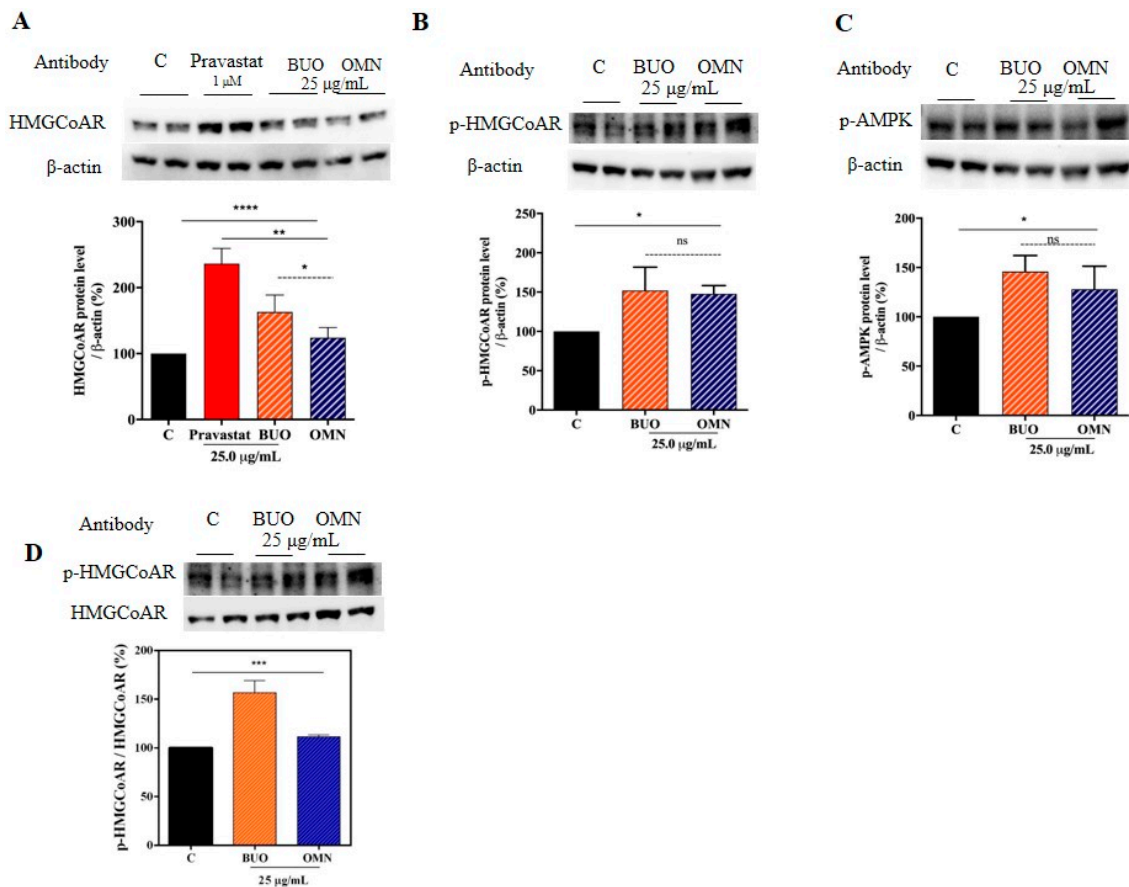 A
Antibody C Pravastat BUO OMN
1 μM 25 μg/mL
HMGCoAR
β-actin
HMGCoAR protein level
/ β-actin (%)
300
200
100
0
****
**
*
C Pravastat BUO OMN
25.0 μg/mL
B
Antibody C BUO OMN
25 μg/mL
p-HMGCoAR
β-actin
p-HMGCoAR protein level
/ β-actin (%)
200
150
100
50
0
*
ns
C BUO OMN
25.0 μg/mL
C
Antibody C BUO OMN
25 μg/mL
p-AMPK
β-actin
p-AMPK protein level
/ β-actin (%)
200
150
100
50
0
*
ns
C BUO OMN
25.0 μg/mL
D
Antibody C BUO OMN
25 μg/mL
p-HMGCoAR
HMGCoAR
p-HMGCoAR / HMGCoAR (%)
200
150
100
50
0
***
C BUO OMN
25 μg/mL